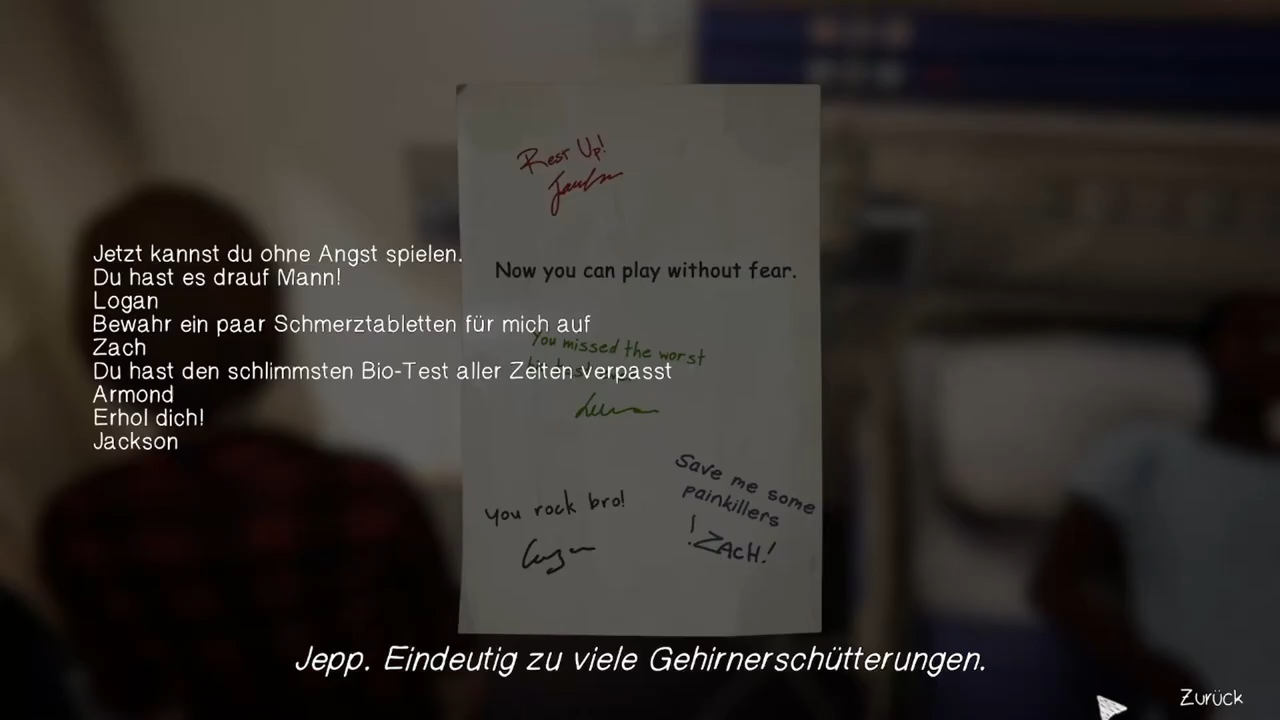 Rest Up!
Now you can play without fear.
Jetzt kannst du ohne Angst spielen.
Du hast es drauf Mann!
Logan
Bewahr ein paar Schmerztabletten für mich auf
Zach
Du hast den schlimmsten Bio-Test aller Zeiten verpasst
Armond
Erhol dich!
Jackson
You missed the worst
You rock bro!
Save me some
painkillers
!ZACH!
Jepp. Eindeutig zu viele Gehirnerschütterungen.
Zurück